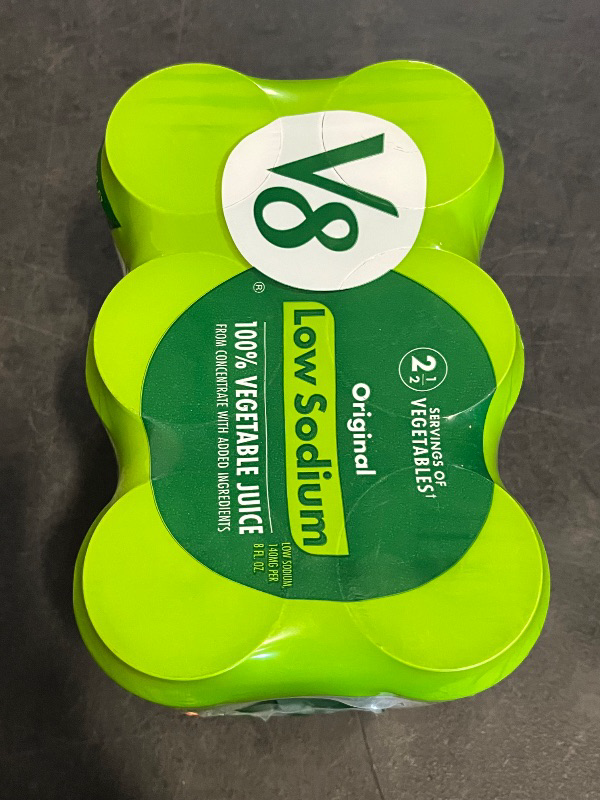 V8
®
2 1/2
SERVINGS OF
VEGETABLES†
Original
Low Sodium
LOW SODIUM,
140MG PER
8 FL. OZ.
100% VEGETABLE JUICE
FROM CONCENTRATE WITH ADDED INGREDIENTS